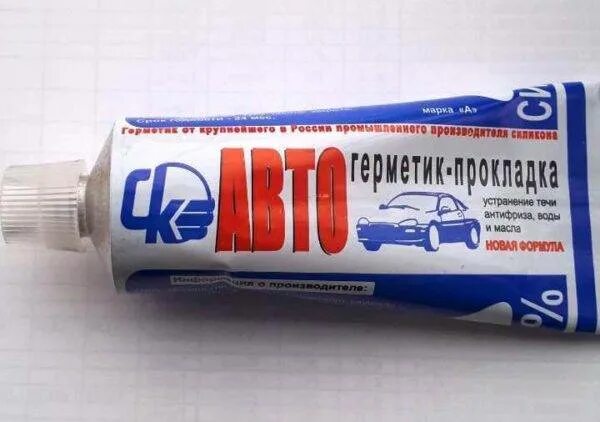 марка «А»
Срок годности - 24 мес.
Герметик от крупнейшего в России промышленного производителя силикона
СК
АВТО
герметик-прокладка
устранение течи
антифриза, воды
и масла
НОВАЯ ФОРМУЛА
Информация о производителе:
СИ
%